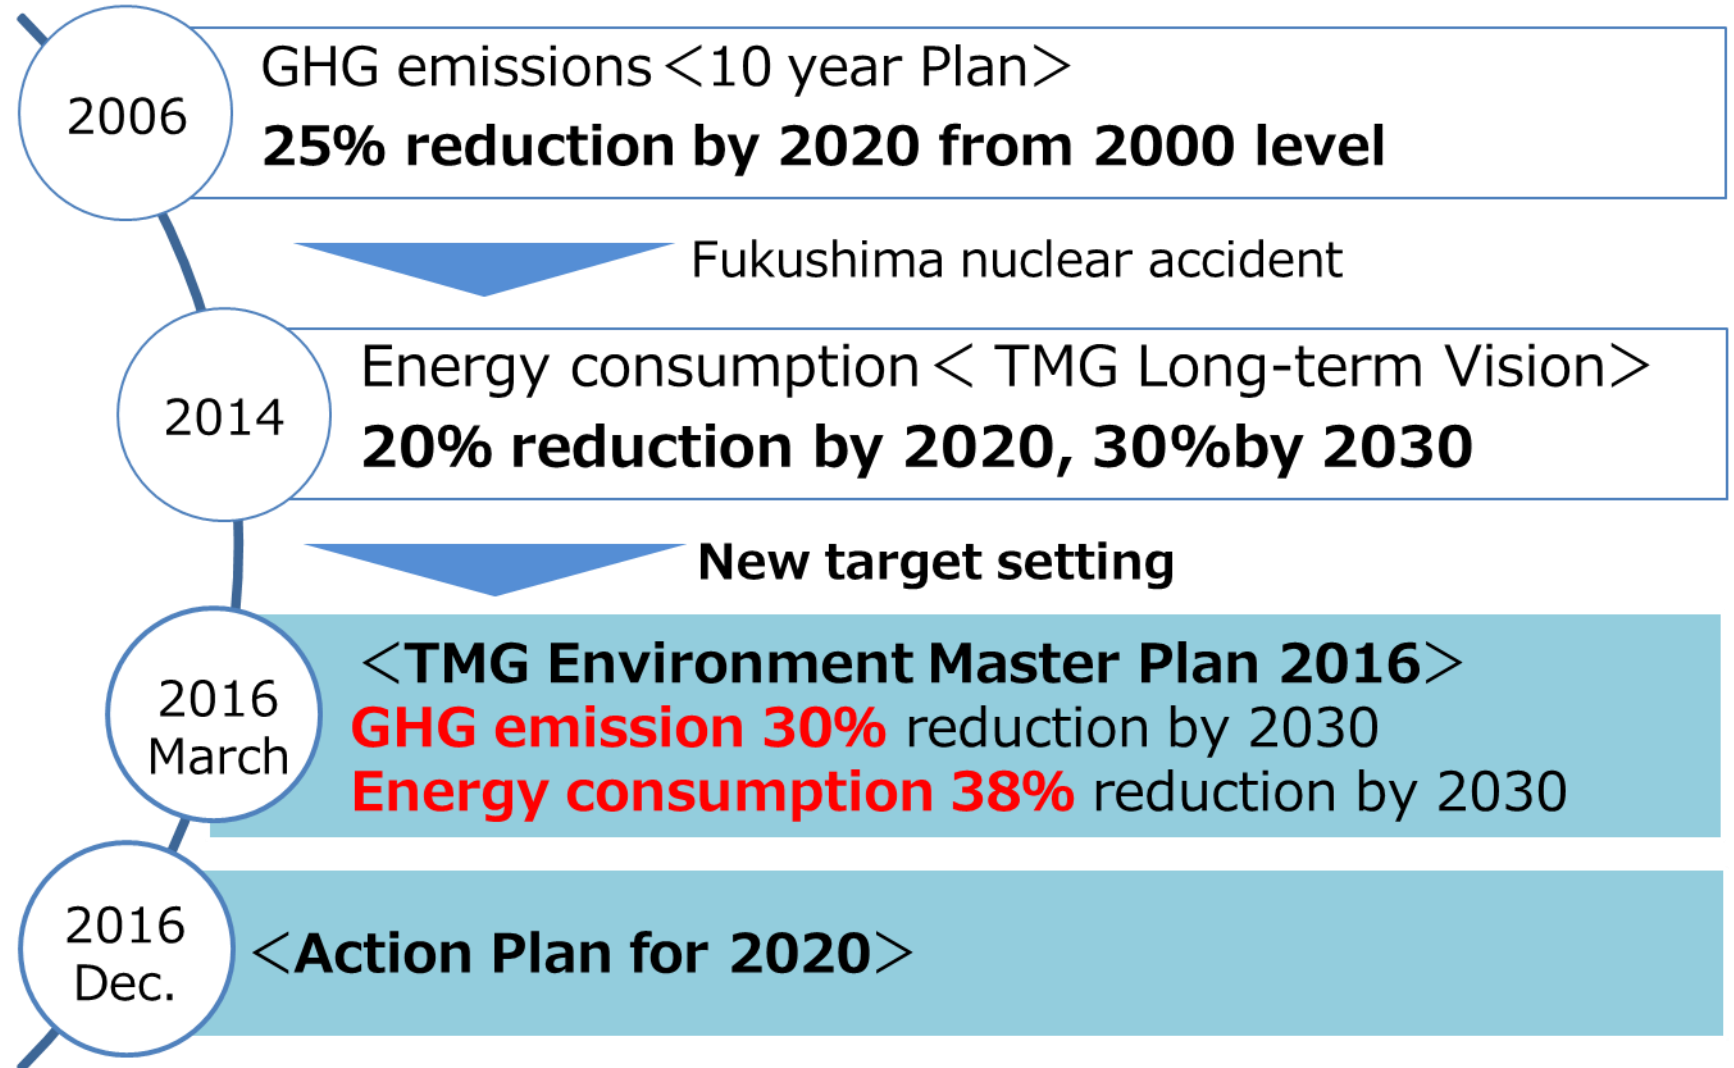 2006
GHG emissions＜10 year Plan＞
25% reduction by 2020 from 2000 level
Fukushima nuclear accident
2014
Energy consumption＜ TMG Long-term Vision＞
20% reduction by 2020, 30%by 2030
New target setting
2016
March
＜TMG Environment Master Plan 2016＞
GHG emission 30% reduction by 2030
Energy consumption 38% reduction by 2030
2016
Dec.
＜Action Plan for 2020＞